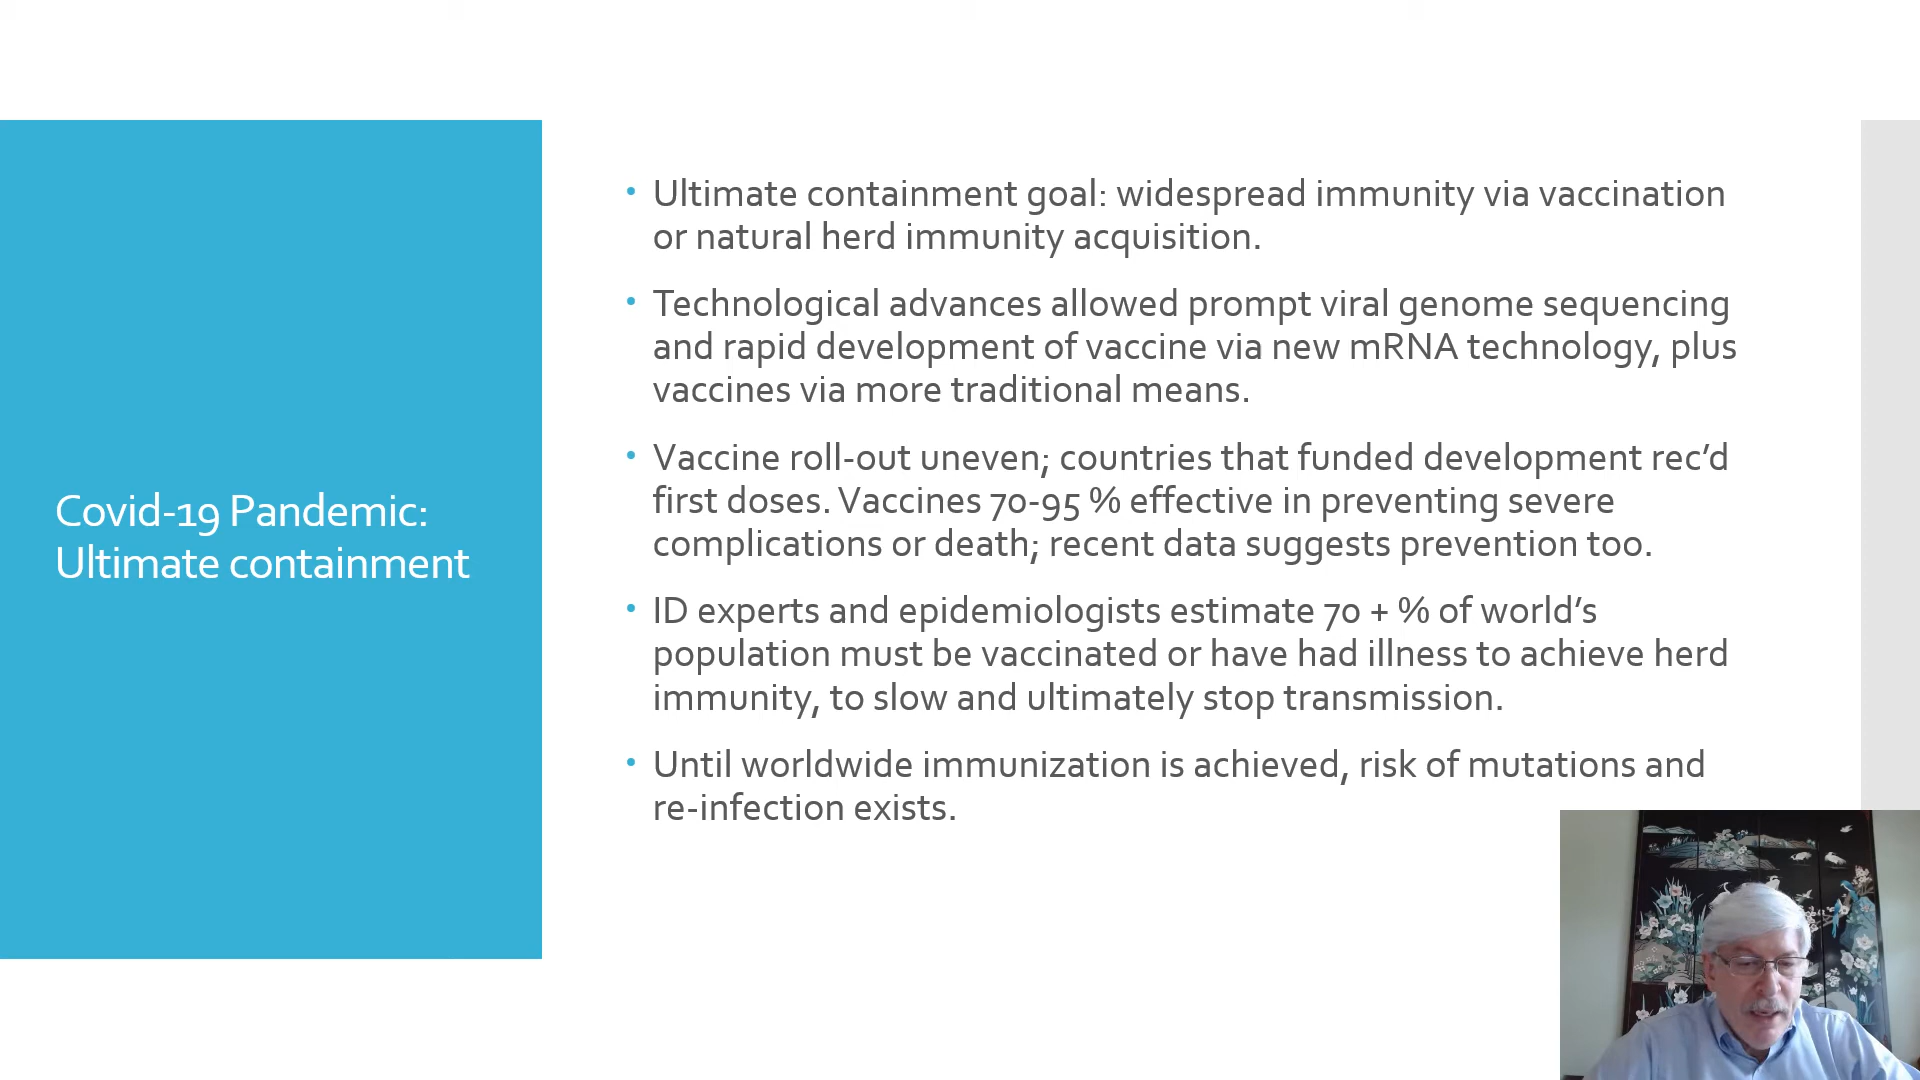 Covid-19 Pandemic:
Ultimate containment
• Ultimate containment goal: widespread immunity via vaccination
or natural herd immunity acquisition.
• Technological advances allowed prompt viral genome sequencing
and rapid development of vaccine via new mRNA technology, plus
vaccines via more traditional means.
• Vaccine roll-out uneven; countries that funded development rec’d
first doses. Vaccines 70-95 % effective in preventing severe
complications or death; recent data suggests prevention too.
• ID experts and epidemiologists estimate 70 + % of world’s
population must be vaccinated or have had illness to achieve herd
immunity, to slow and ultimately stop transmission.
• Until worldwide immunization is achieved, risk of mutations and
re-infection exists.